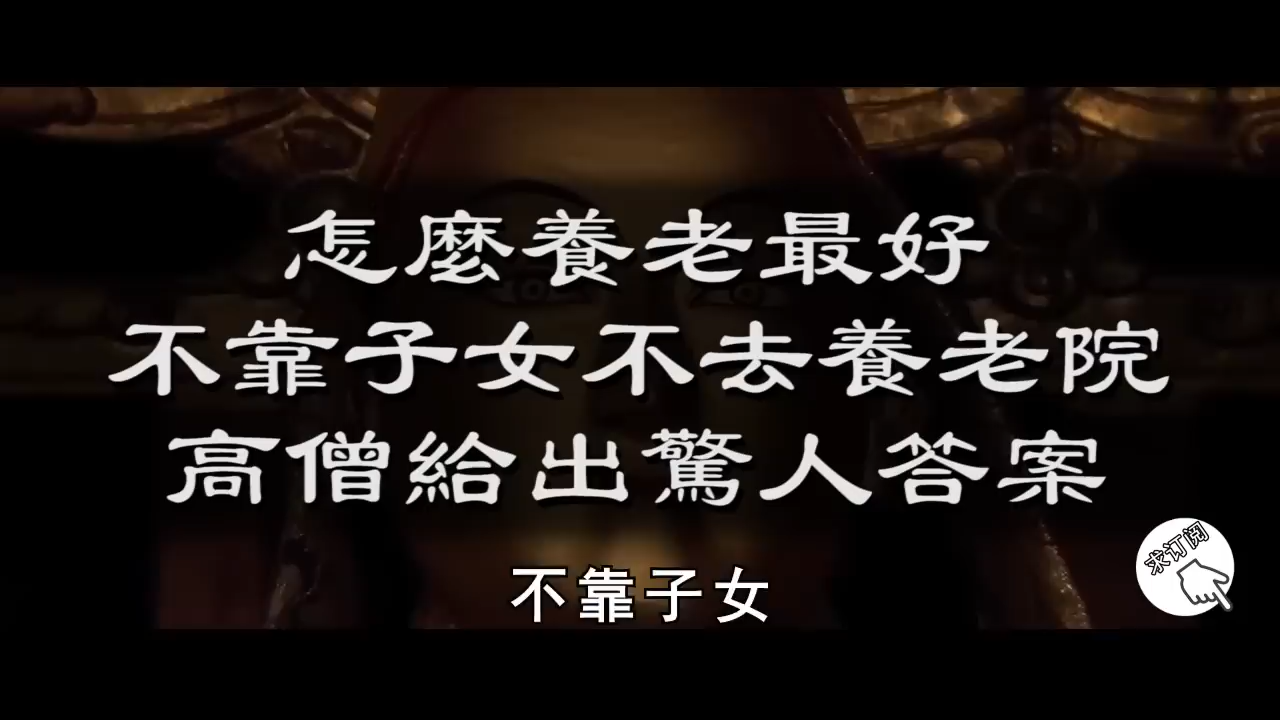 怎麼養老最好
不靠子女不去養老院
高僧給出驚人答案
求订阅
不靠子女